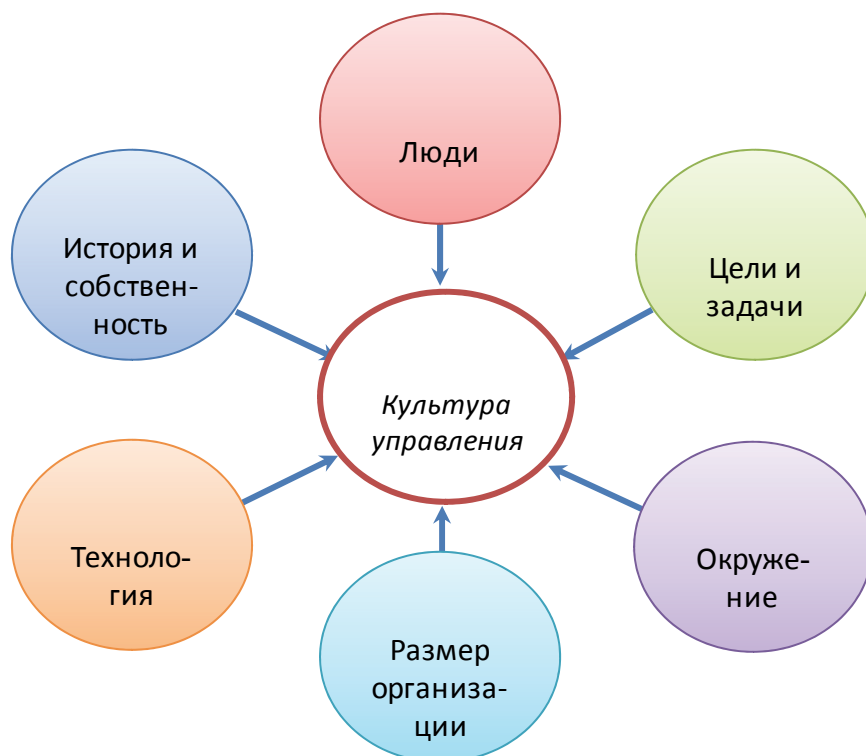 Люди
История и
собствен-
ность
Цели и
задачи
Культура
управления
Техноло-
гия
Окруже-
ние
Размер
организа-
ции